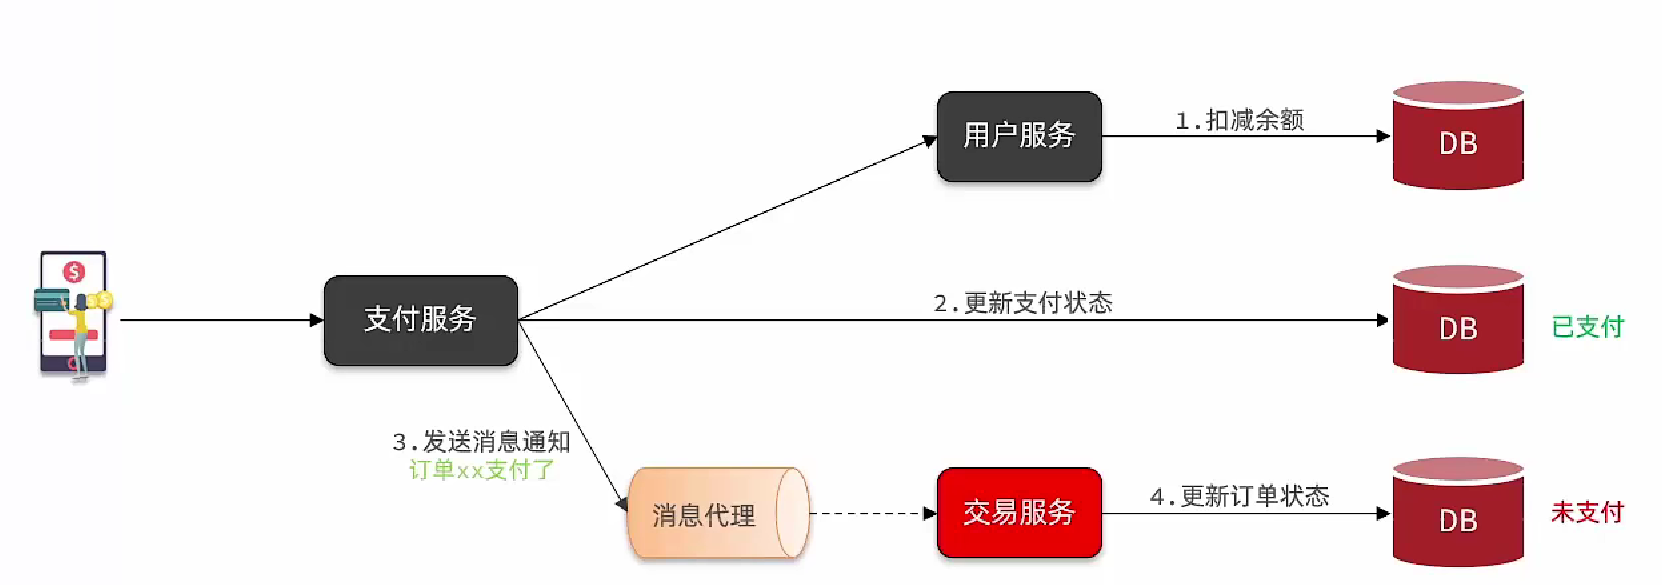 用户服务
1.扣减余额
DB
$
支付服务
2.更新支付状态
DB
已支付
3.发送消息通知
订单xx支付了
消息代理
交易服务
4.更新订单状态
DB
未支付